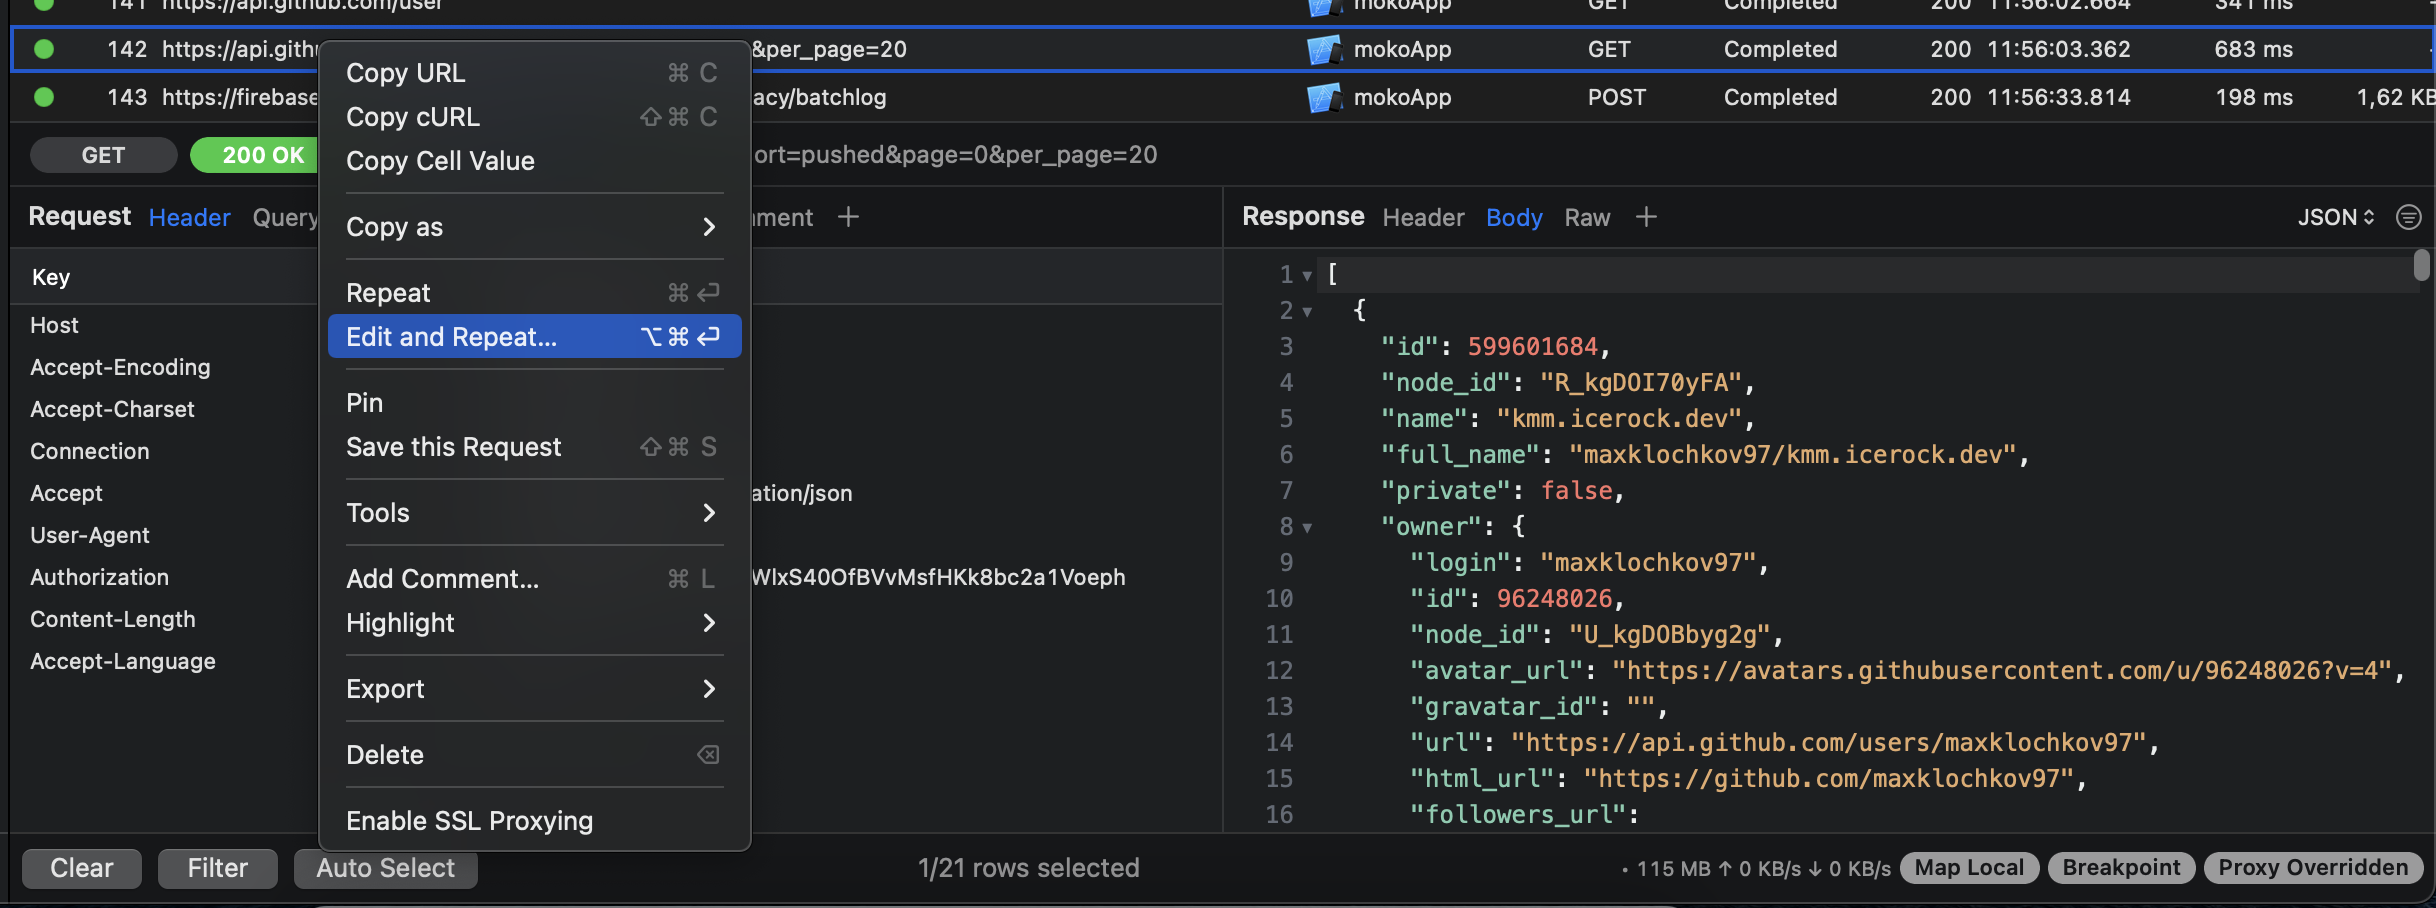 141 https://api.github.com/user mokoApp GET Completed 200 11:56:02.664 341 ms
142 https://api.gith &per_page=20 mokoApp GET Completed 200 11:56:03.362 683 ms
143 https://firebase acy/batchlog mokoApp POST Completed 200 11:56:33.814 198 ms 1,62 KB
GET 200 OK ort=pushed&page=0&per_page=20
Request Header Query ment +
Key
Host
Accept-Encoding
Accept-Charset
Connection
Accept ation/json
User-Agent
Authorization WlxS40OfBVvMsfHKk8bc2a1Voeph
Content-Length
Accept-Language
Copy URL ⌘ C
Copy cURL ⇧⌘ C
Copy Cell Value
Copy as
Repeat ⌘ ↩
Edit and Repeat... ⌥⌘ ↩
Pin
Save this Request ⇧⌘ S
Tools
Add Comment... ⌘ L
Highlight
Export
Delete ⌫
Enable SSL Proxying
Response Header Body Raw + JSON
1 [
2 {
3 "id": 599601684,
4 "node_id": "R_kgDOI70yFA",
5 "name": "kmm.icerock.dev",
6 "full_name": "maxklochkov97/kmm.icerock.dev",
7 "private": false,
8 "owner": {
9 "login": "maxklochkov97",
10 "id": 96248026,
11 "node_id": "U_kgDOBbyg2g",
12 "avatar_url": "https://avatars.githubusercontent.com/u/96248026?v=4",
13 "gravatar_id": "",
14 "url": "https://api.github.com/users/maxklochkov97",
15 "html_url": "https://github.com/maxklochkov97",
16 "followers_url":
Clear Filter Auto Select 1/21 rows selected • 115 MB ↑ 0 KB/s ↓ 0 KB/s Map Local Breakpoint Proxy Overridden